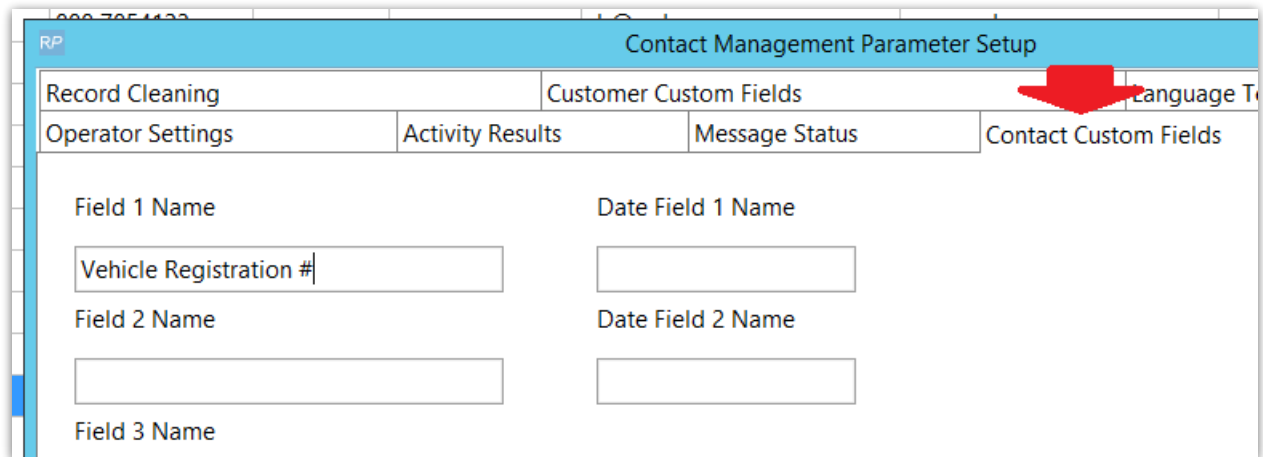 RP
Contact Management Parameter Setup
Record Cleaning Customer Custom Fields Language
Operator Settings Activity Results Message Status Contact Custom Fields
Field 1 Name Date Field 1 Name
Vehicle Registration #
Field 2 Name Date Field 2 Name
Field 3 Name